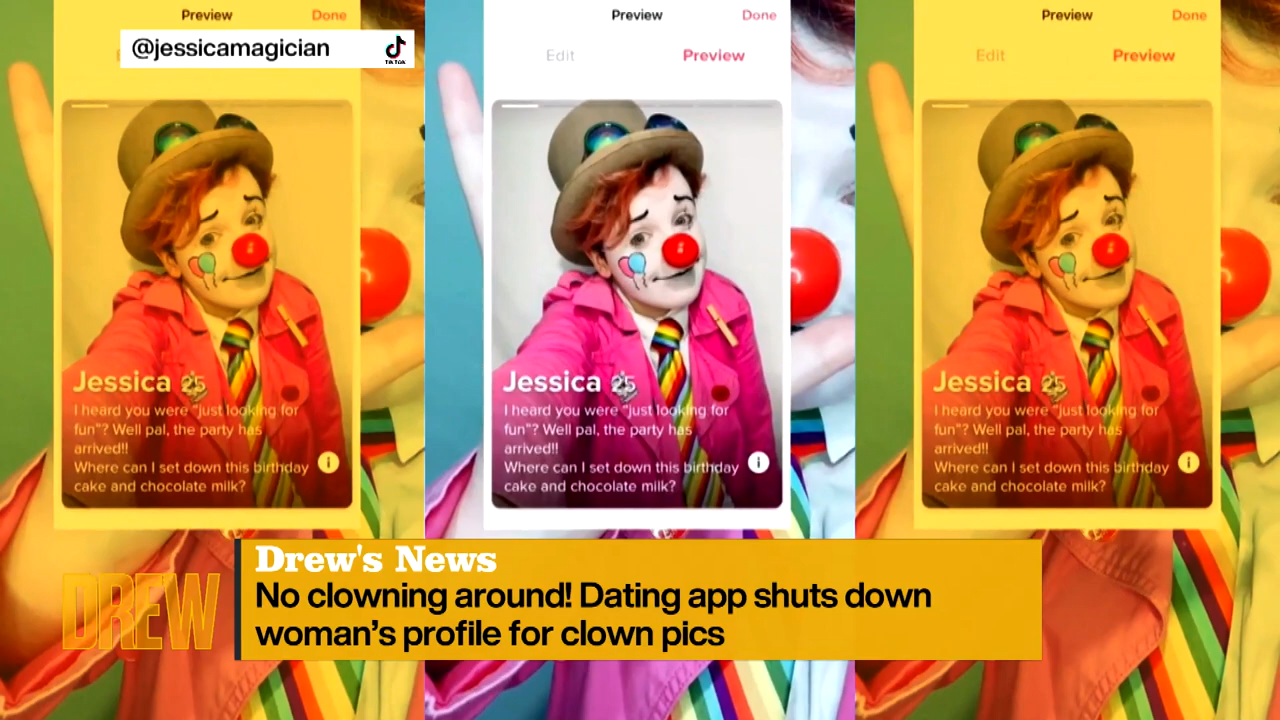 Preview
Done
@jessicamagician
TikTok
Jessica 25
I heard you were “just looking for
fun”? Well pal, the party has
arrived!!
Where can I set down this birthday
cake and chocolate milk?
Preview
Done
Edit
Preview
Jessica 25
I heard you were “just looking for
fun”? Well pal, the party has
arrived!!
Where can I set down this birthday
cake and chocolate milk?
Preview
Done
Edit
Preview
Jessica 25
I heard you were “just looking for
fun”? Well pal, the party has
arrived!!
Where can I set down this birthday
cake and chocolate milk?
DREW
Drew's News
No clowning around! Dating app shuts down
woman’s profile for clown pics